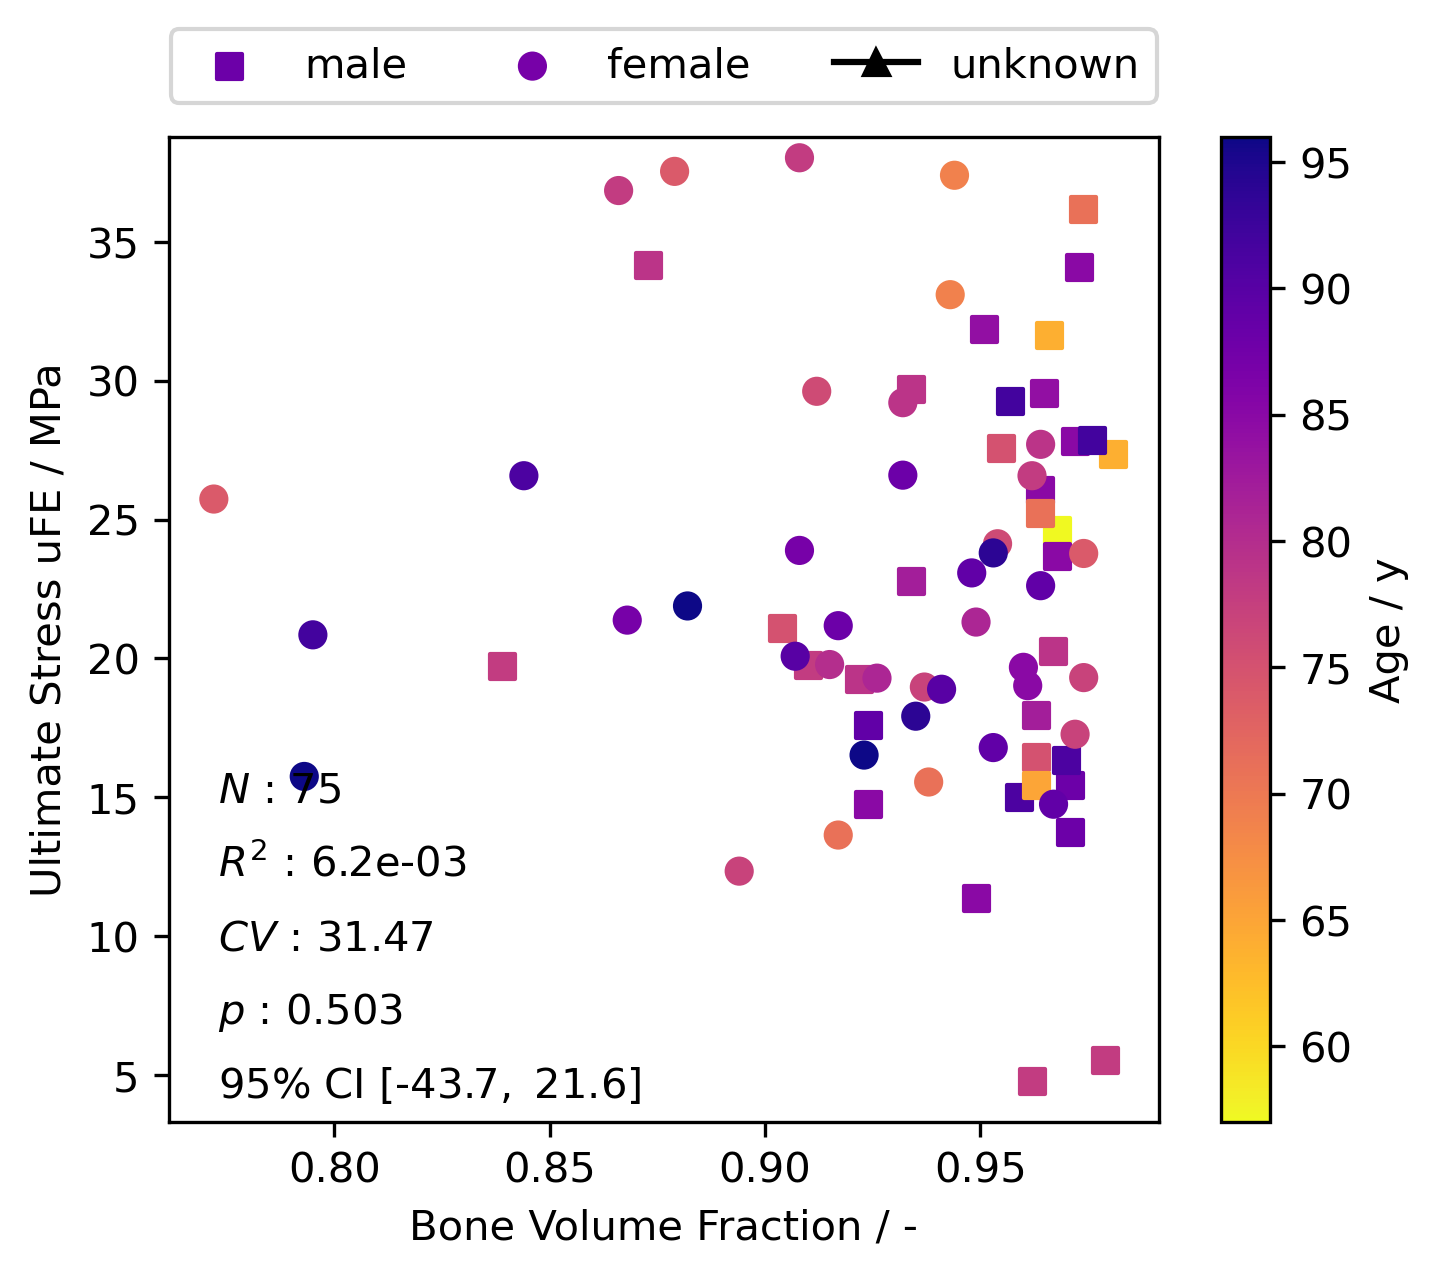 male female unknown
35
30
25
20
15
10
5
Ultimate Stress uFE / MPa
N : 75
R² : 6.2e-03
CV : 31.47
p : 0.503
95% CI [-43.7, 21.6]
0.80 0.85 0.90 0.95
Bone Volume Fraction / -
95
90
85
80
75
70
65
60
Age / y